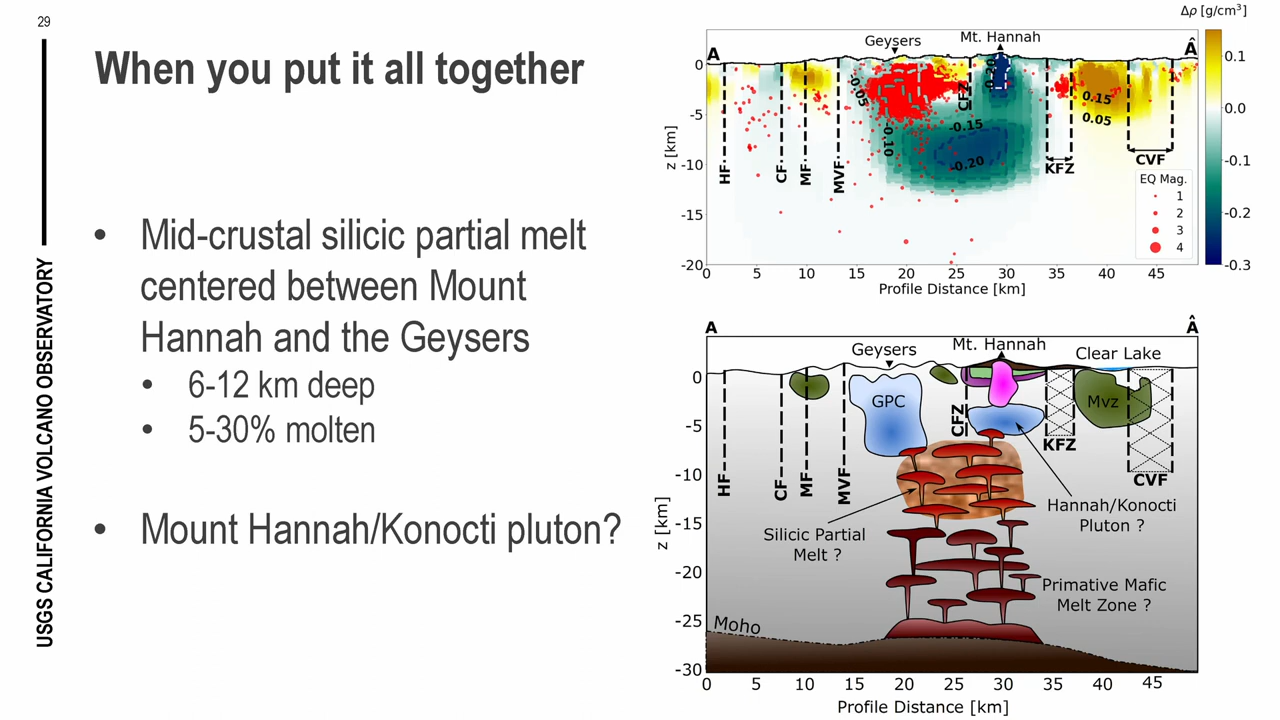 29
USGS CALIFORNIA VOLCANO OBSERVATORY
When you put it all together
• Mid-crustal silicic partial melt
centered between Mount
Hannah and the Geysers
• 6-12 km deep
• 5-30% molten
• Mount Hannah/Konocti pluton?
Δρ [g/cm³]
Geysers
Mt. Hannah
A
Â
0
-5
-10
-15
-20
z [km]
-0.05
-0.10
-0.15
-0.20
-0.20
0.15
0.05
HF
CF
MF
MVF
CFZ
KFZ
CVF
EQ Mag.
1
2
3
4
0.1
0.0
-0.1
-0.2
-0.3
0 5 10 15 20 25 30 35 40 45
Profile Distance [km]
A
Â
Geysers
Mt. Hannah
Clear Lake
0
-5
-10
-15
-20
-25
-30
z [km]
GPC
Mvz
HF
CF
MF
MVF
CFZ
KFZ
CVF
Silicic Partial
Melt ?
Hannah/Konocti
Pluton ?
Primative Mafic
Melt Zone ?
Moho
0 5 10 15 20 25 30 35 40 45
Profile Distance [km]